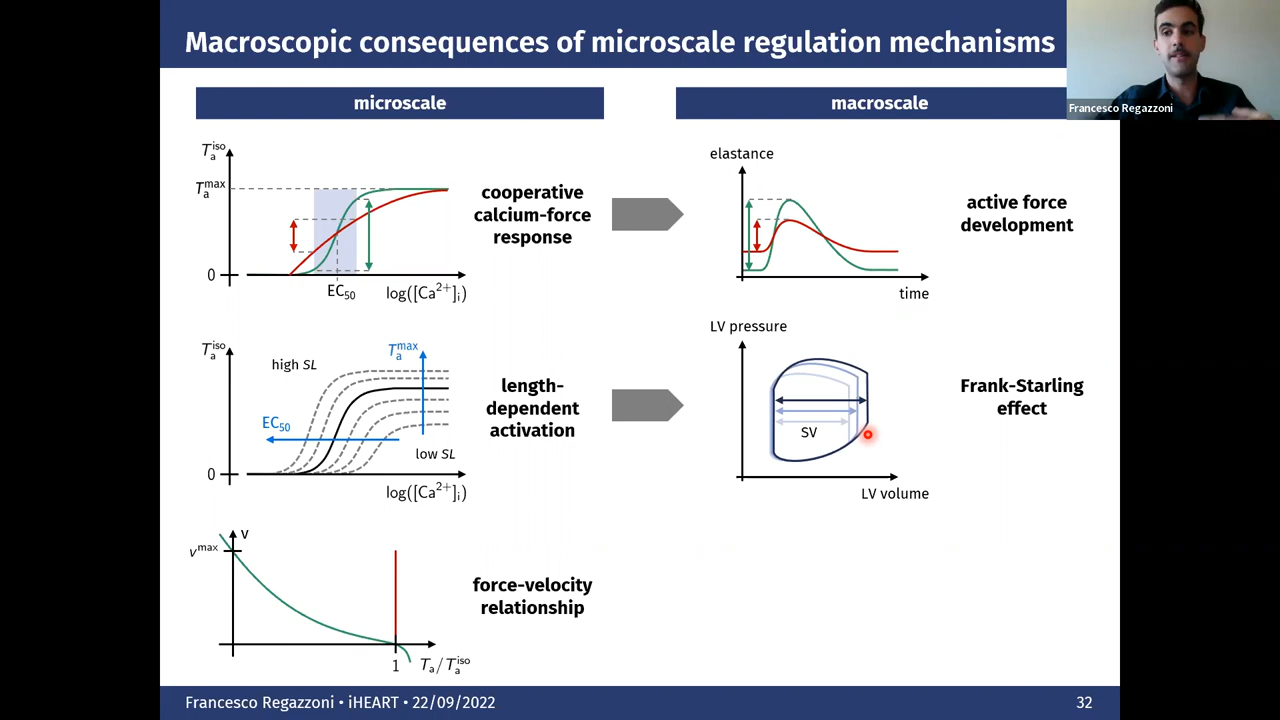 Macroscopic consequences of microscale regulation mechanisms
Francesco Regazzoni
microscale
macroscale
T_a^iso
T_a^max
0
EC₅₀
log([Ca²⁺]ᵢ)
cooperative
calcium-force
response
elastance
time
active force
development
T_a^iso
high SL
T_a^max
EC₅₀
low SL
0
log([Ca²⁺]ᵢ)
length-
dependent
activation
LV pressure
SV
LV volume
Frank-Starling
effect
v
v^max
1
T_a/T_a^iso
force-velocity
relationship
Francesco Regazzoni • iHEART • 22/09/2022
32